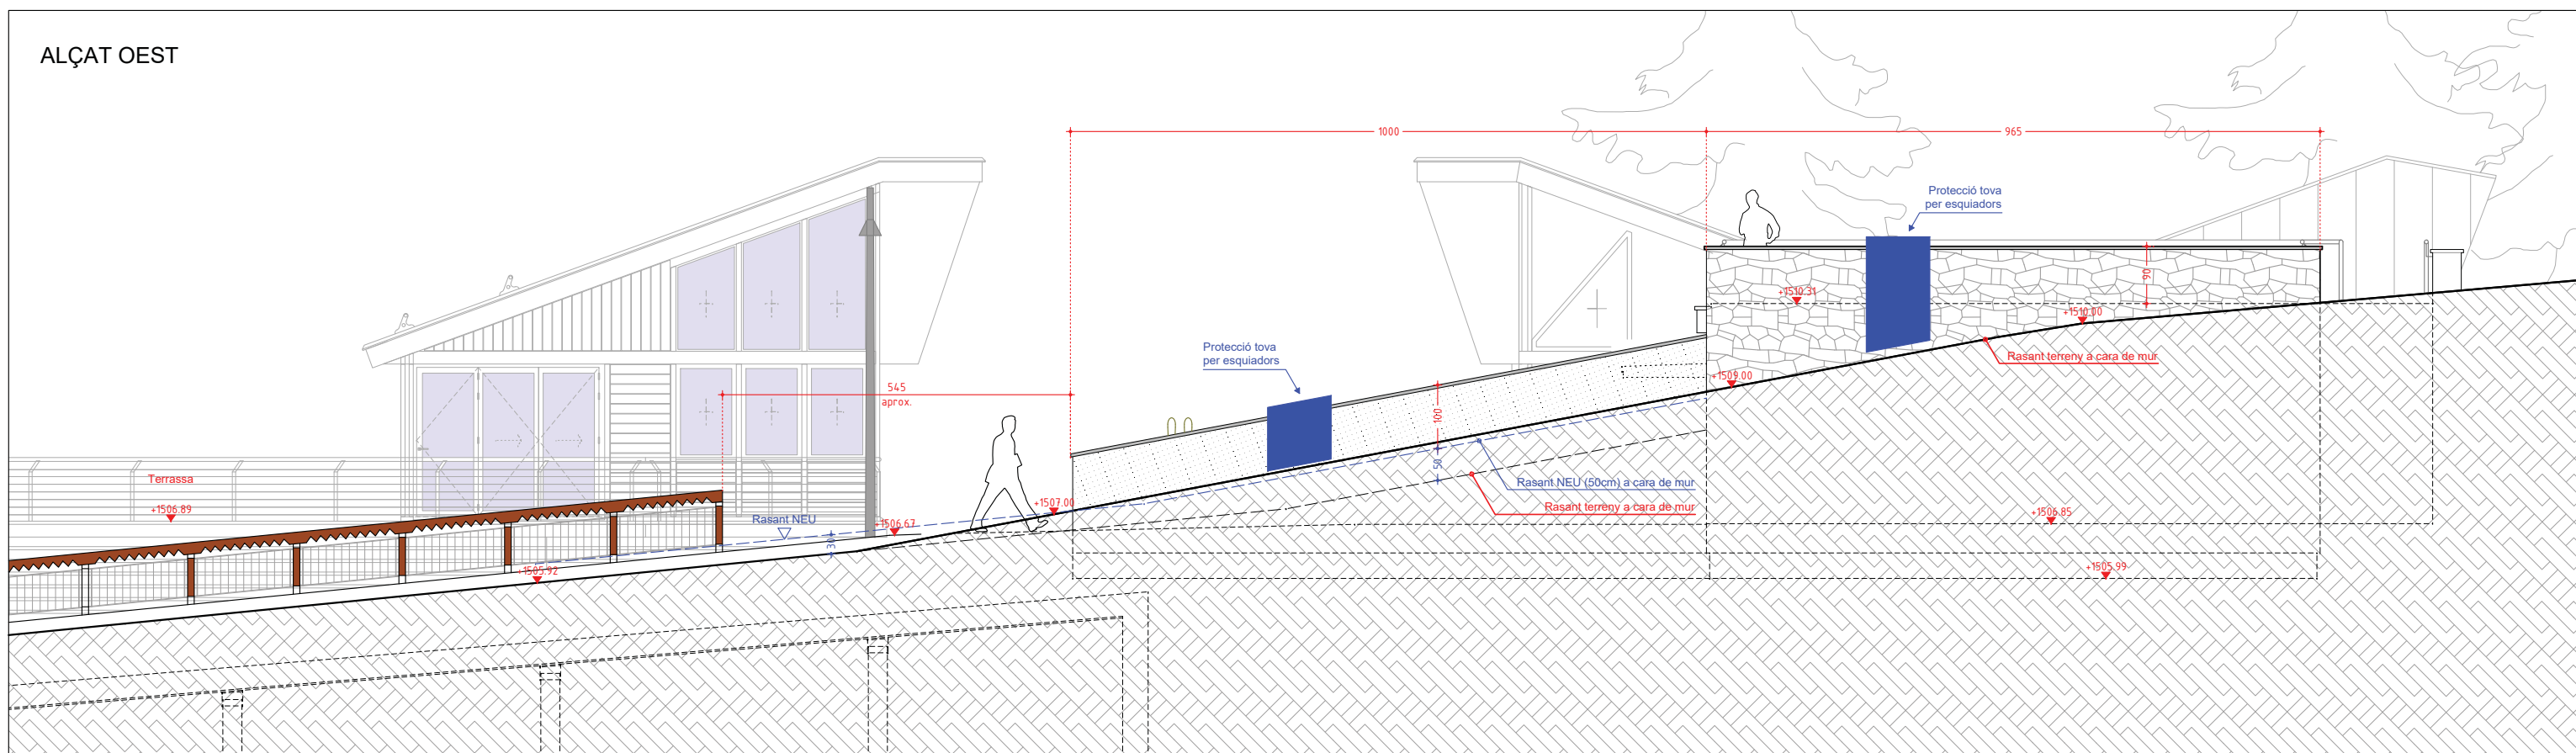 ALÇAT OEST
1000
965
Protecció tova
per esquiadors
90
+1510.31
+1510.00
Rasant terreny a cara de mur
Protecció tova
per esquiadors
+1509.00
545
aprox.
100
50
Rasant NEU (50cm) a cara de mur
Rasant terreny a cara de mur
Terrassa
+1506.89
Rasant NEU
+1506.67
+1507.00
30
+1505.92
+1506.85
+1505.99